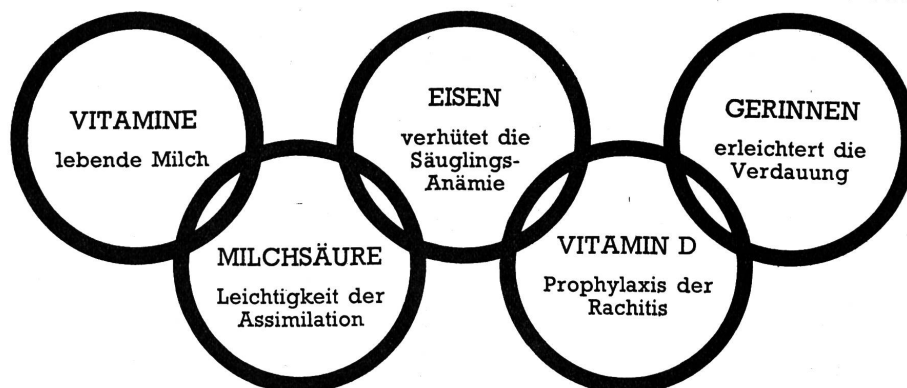 VITAMINE
lebende Milch
MILCHSÄURE
Leichtigkeit der
Assimilation
EISEN
verhütet die
Säuglings-
Anämie
VITAMIN D
Prophylaxis der
Rachitis
GERINNEN
erleichtert die
Verdauung